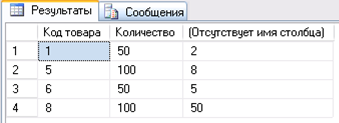 Результаты Сообщения
Код товара Количество (Отсутствует имя столбца)
1 1 50 2
2 5 100 8
3 6 50 5
4 8 100 50